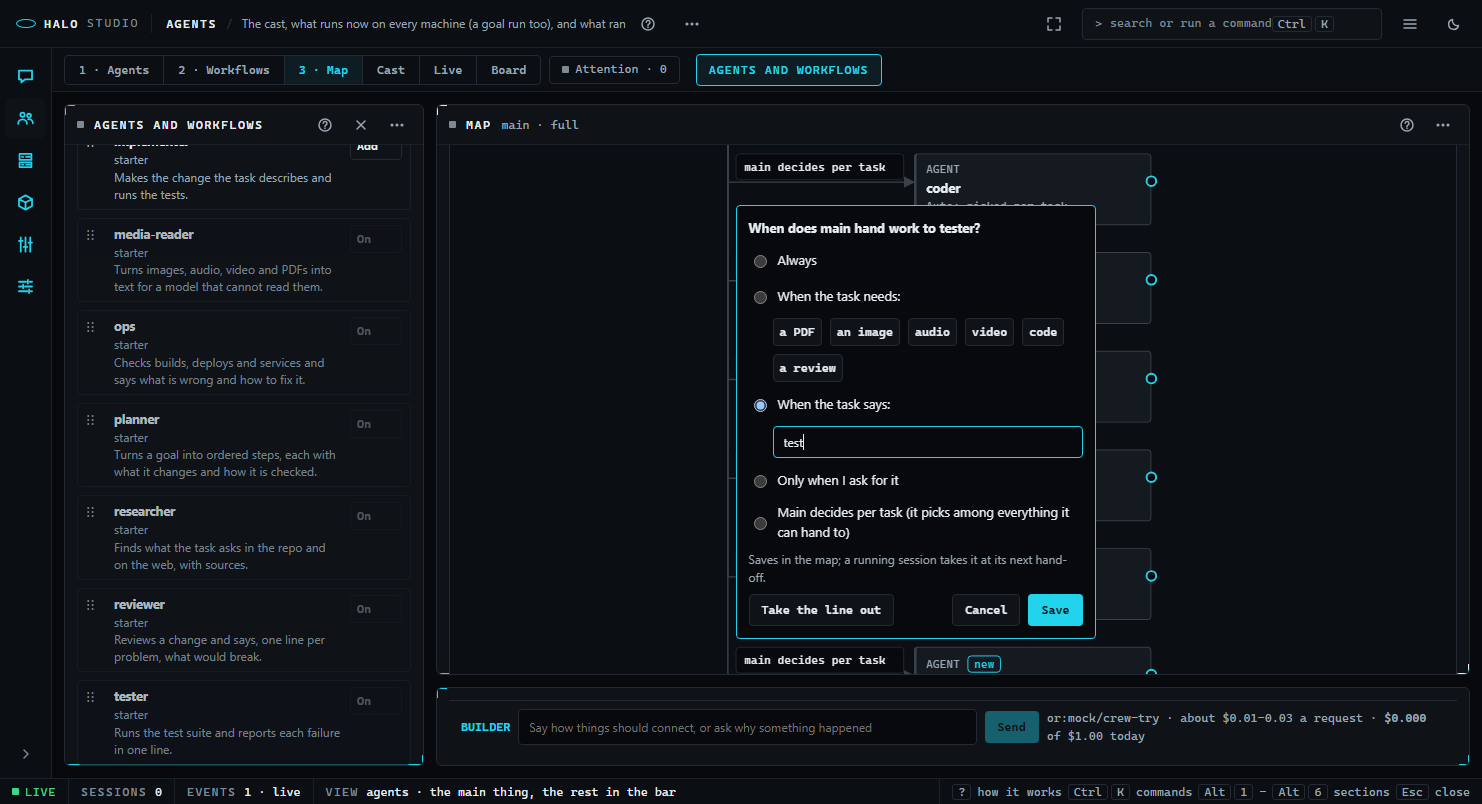 HALO STUDIO
AGENTS / The cast, what runs now on every machine (a goal run too), and what ran
> search or run a command Ctrl K
1 · Agents
2 · Workflows
3 · Map
Cast
Live
Board
Attention · 0
AGENTS AND WORKFLOWS
AGENTS AND WORKFLOWS
implementer
Add
starter
Makes the change the task describes and
runs the tests.
media-reader
On
starter
Turns images, audio, video and PDFs into
text for a model that cannot read them.
ops
On
starter
Checks builds, deploys and services and
says what is wrong and how to fix it.
planner
On
starter
Turns a goal into ordered steps, each with
what it changes and how it is checked.
researcher
On
starter
Finds what the task asks in the repo and
on the web, with sources.
reviewer
On
starter
Reviews a change and says, one line per
problem, what would break.
tester
On
starter
Runs the test suite and reports each failure
in one line.
MAP main · full
main decides per task
AGENT
coder
Auto: picked per task
When does main hand work to tester?
Always
When the task needs:
a PDF
an image
audio
video
code
a review
When the task says:
test
Only when I ask for it
Main decides per task (it picks among everything it
can hand to)
Saves in the map; a running session takes it at its next hand-
off.
Take the line out
Cancel
Save
main decides per task
AGENT new
BUILDER
Say how things should connect, or ask why something happened
Send
or:mock/crew-try · about $0.01-0.03 a request · $0.000
of $1.00 today
LIVE
SESSIONS 0
EVENTS 1 · live
VIEW agents · the main thing, the rest in the bar
? how it works Ctrl K commands Alt 1 – Alt 6 sections Esc close